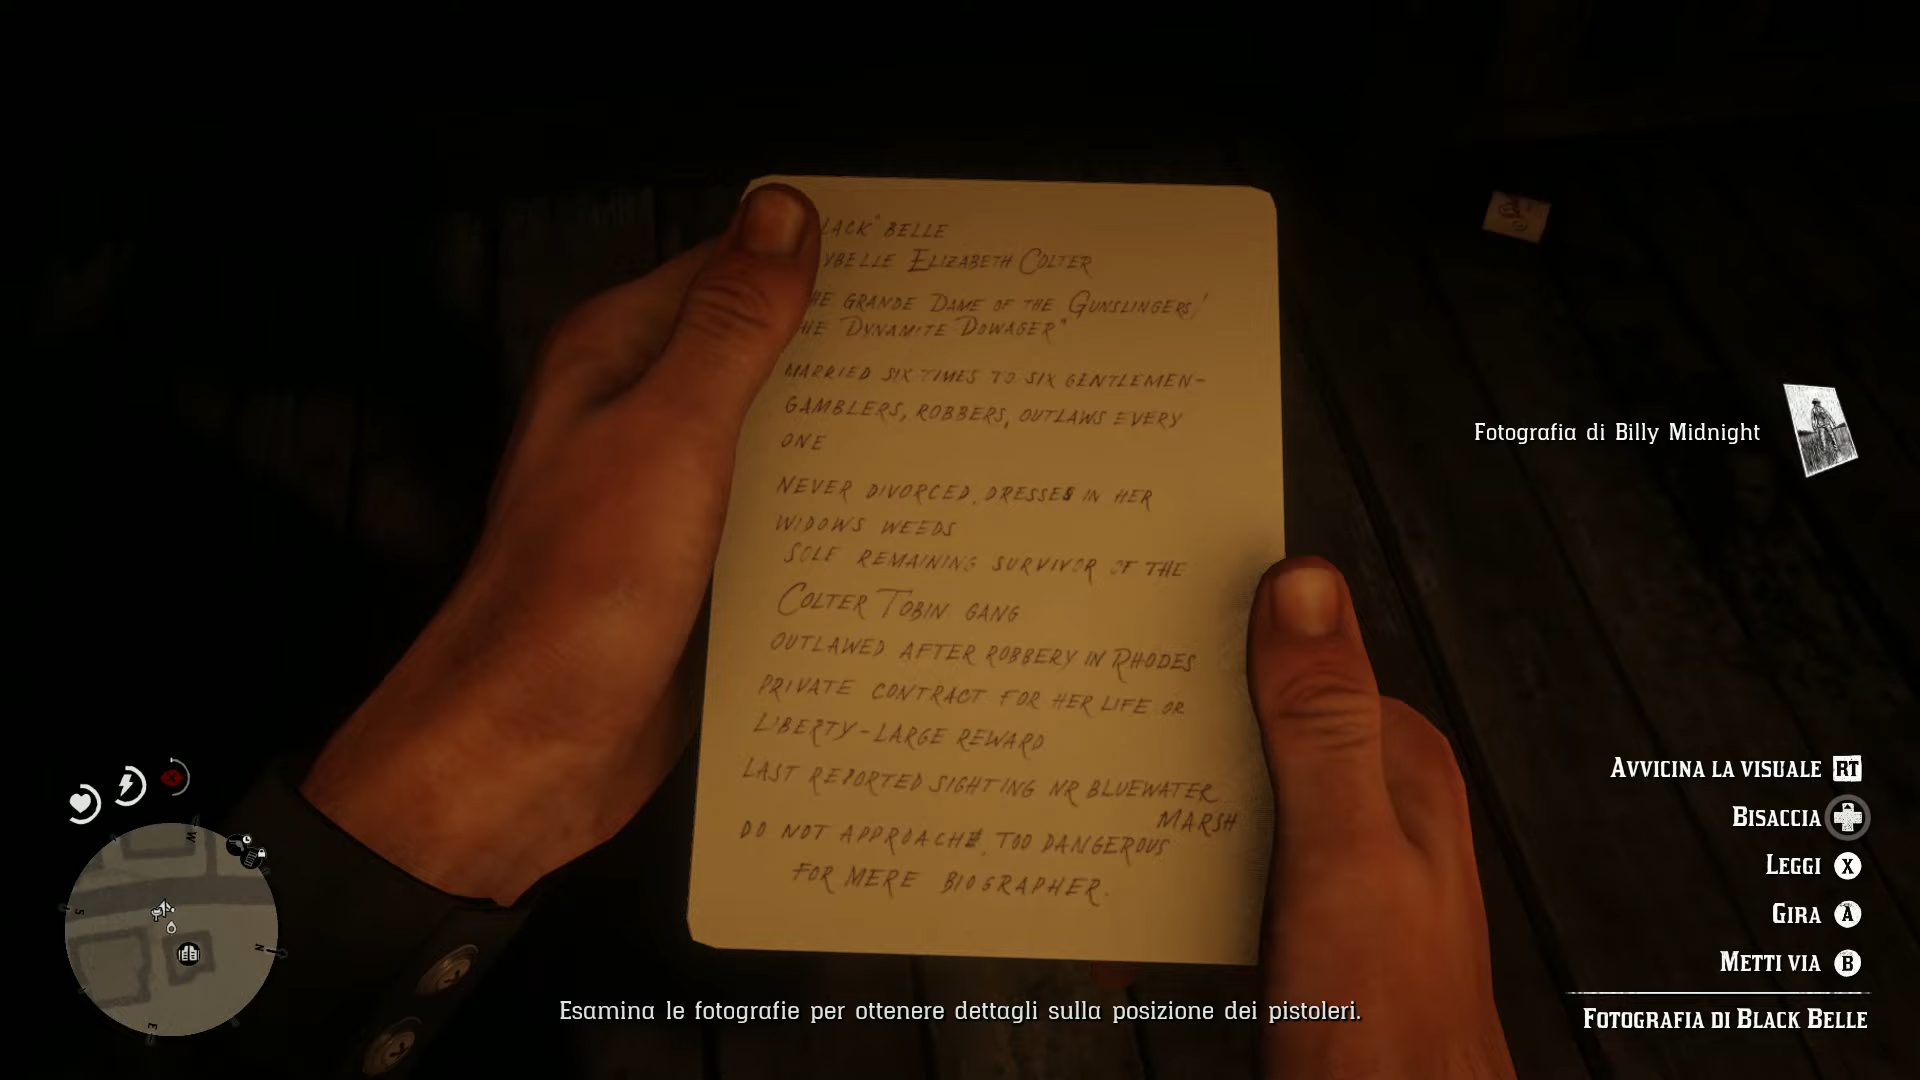 LACK" BELLE
YBELLE ELIZABETH COLTER
HE GRANDE DAME OF THE GUNSLINGERS/
HE DYNAMITE DOWAGER"
MARRIED SIX TIMES TO SIX GENTLEMEN-
GAMBLERS, ROBBERS, OUTLAWS EVERY
ONE
NEVER DIVORCED, DRESSES IN HER
WIDOWS WEEDS
SOLE REMAINING SURVIVOR OF THE
COLTER TOBIN GANG
OUTLAWED AFTER ROBBERY IN RHODES
PRIVATE CONTRACT FOR HER LIFE OR
LIBERTY-LARGE REWARD
LAST REPORTED SIGHTING NR BLUEWATER
MARSH
DO NOT APPROACH, TOO DANGEROUS
FOR MERE BIOGRAPHER.
Fotografia di Billy Midnight
AVVICINA LA VISUALE RT
BISACCIA
LEGGI X
GIRA A
METTI VIA B
FOTOGRAFIA DI BLACK BELLE
Esamina le fotografie per ottenere dettagli sulla posizione dei pistoleri.
W
S
N
E